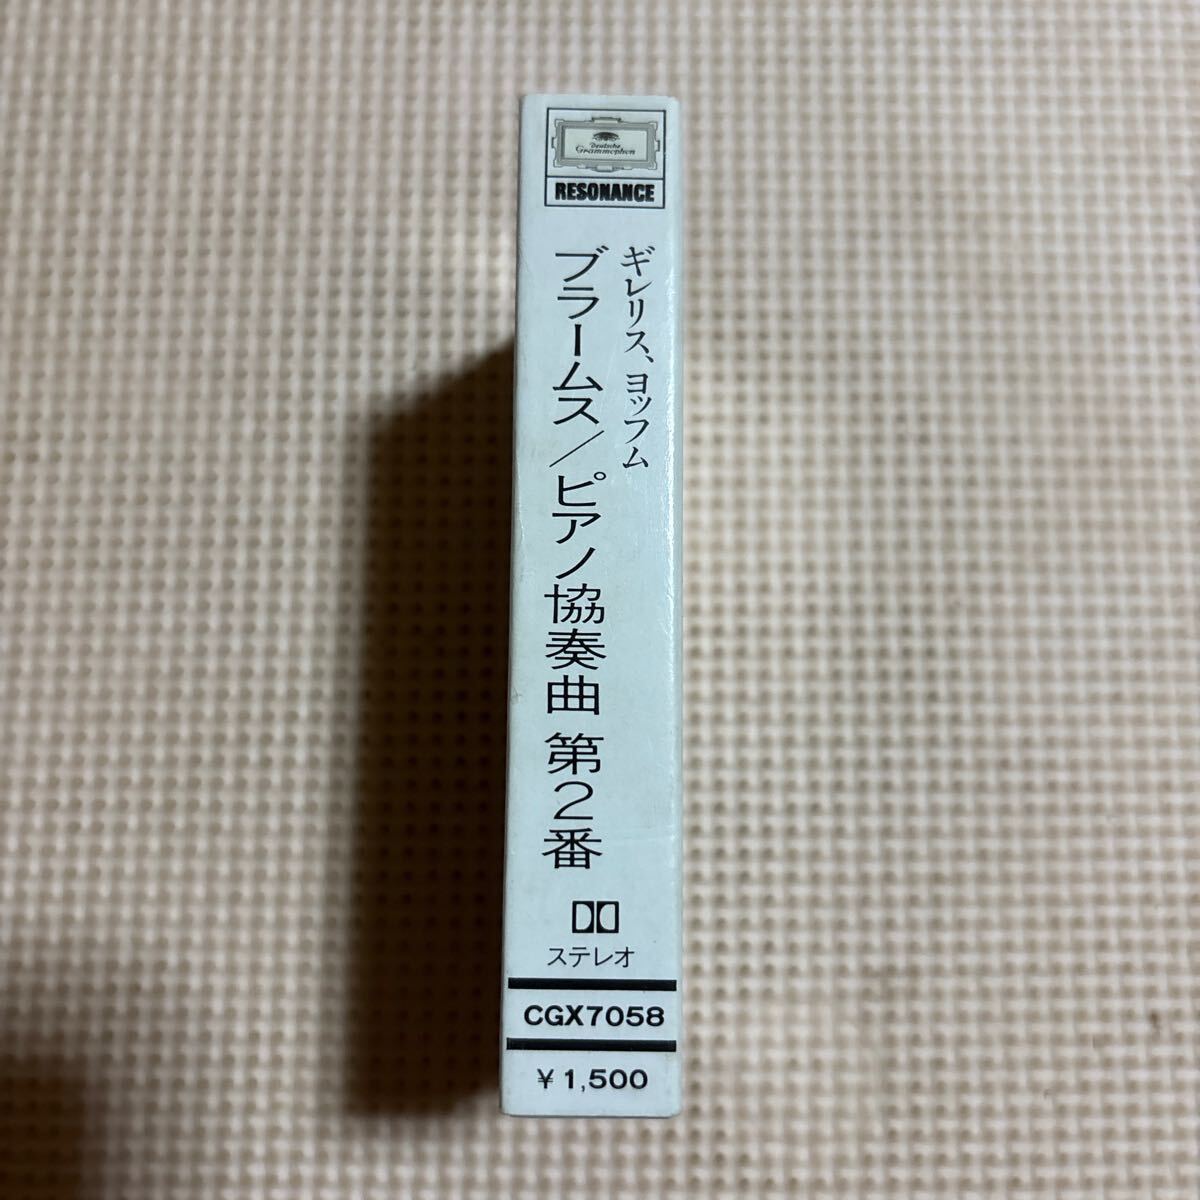 Deutsche
Grammophon
RESONANCE
ギレリス、ヨッフム
ブラームス/ピアノ協奏曲 第2番
ステレオ
CGX7058
¥1,500